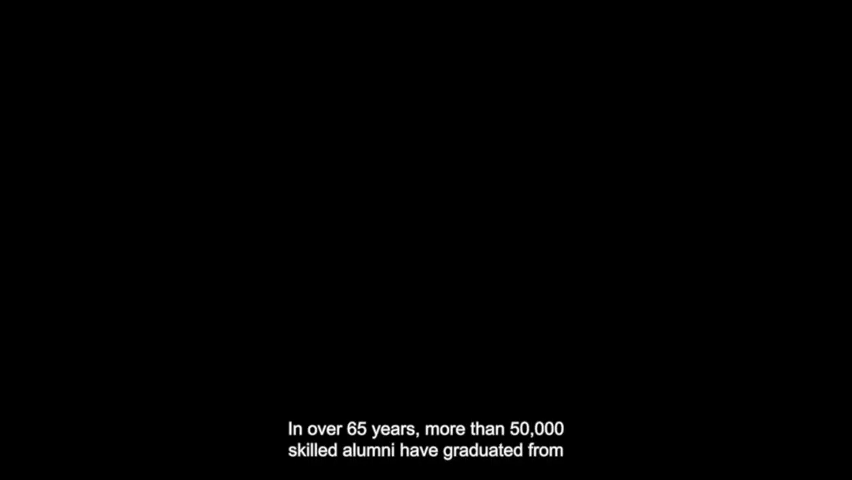 In over 65 years, more than 50,000
skilled alumni have graduated from